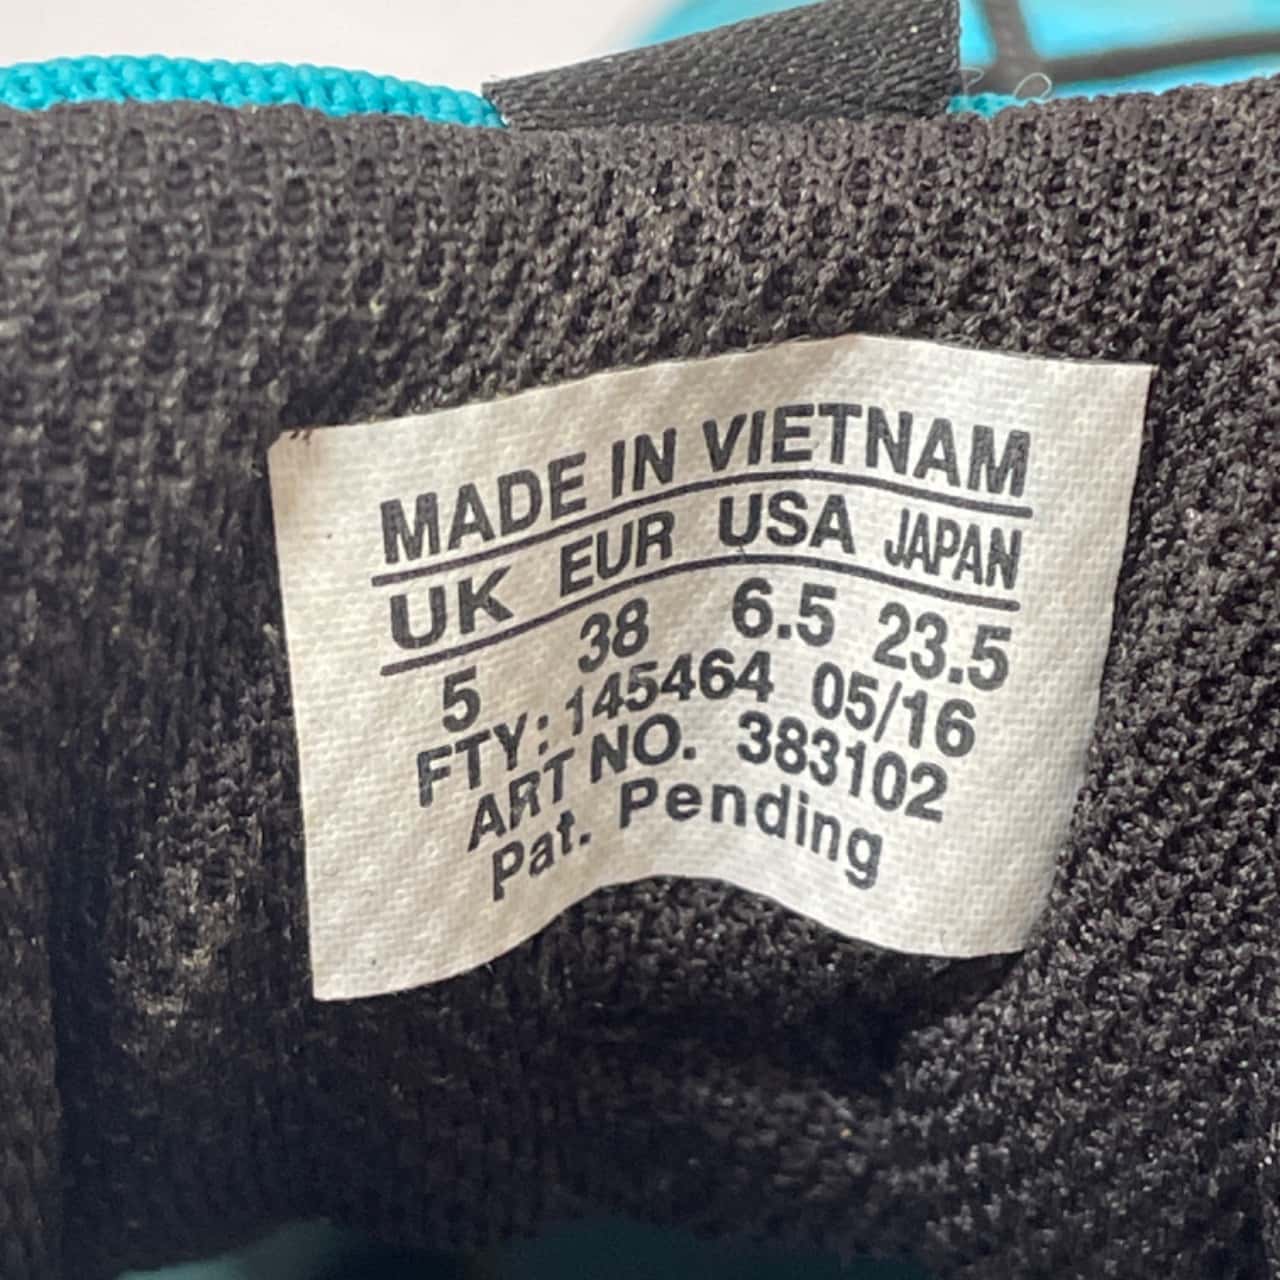 MADE IN VIETNAM
UK EUR USA JAPAN
5 38 6.5 23.5
FTY: 145464 05/16
ART NO. 383102
Pat. Pending